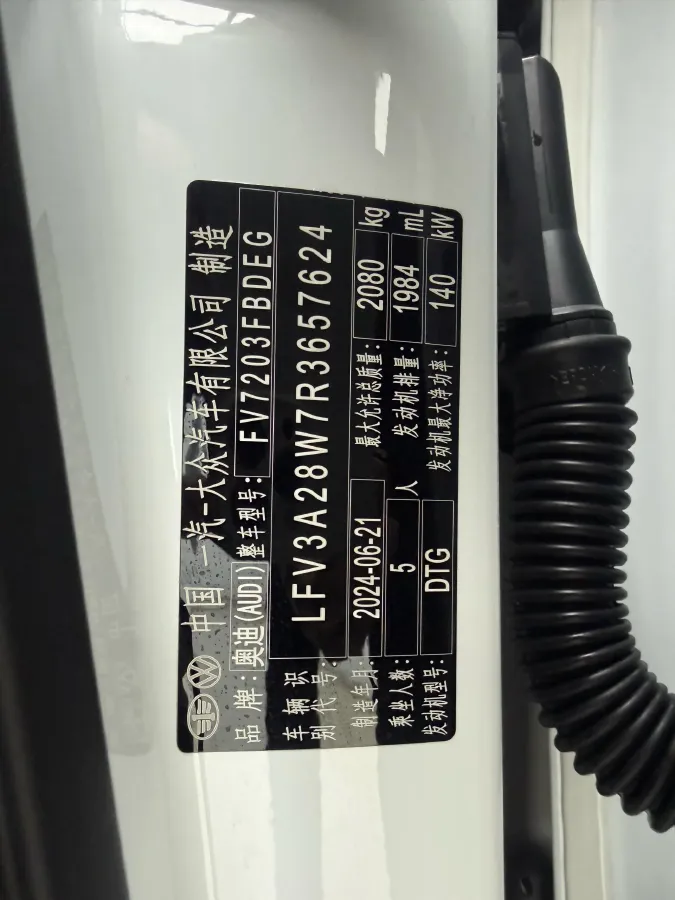 中国 一汽-大众汽车有限公司 制造
品 牌:奥迪(AUDI) 整车型号: FV7203FBDEG
车辆识别代号: LFV3A28W7R3657624
制造年月: 2024-06-21 最大允许总质量: 2080 kg
乘坐人数: 5 人 发动机排量: 1984 mL
发动机型号: DTG 发动机最大净功率: 140 kW